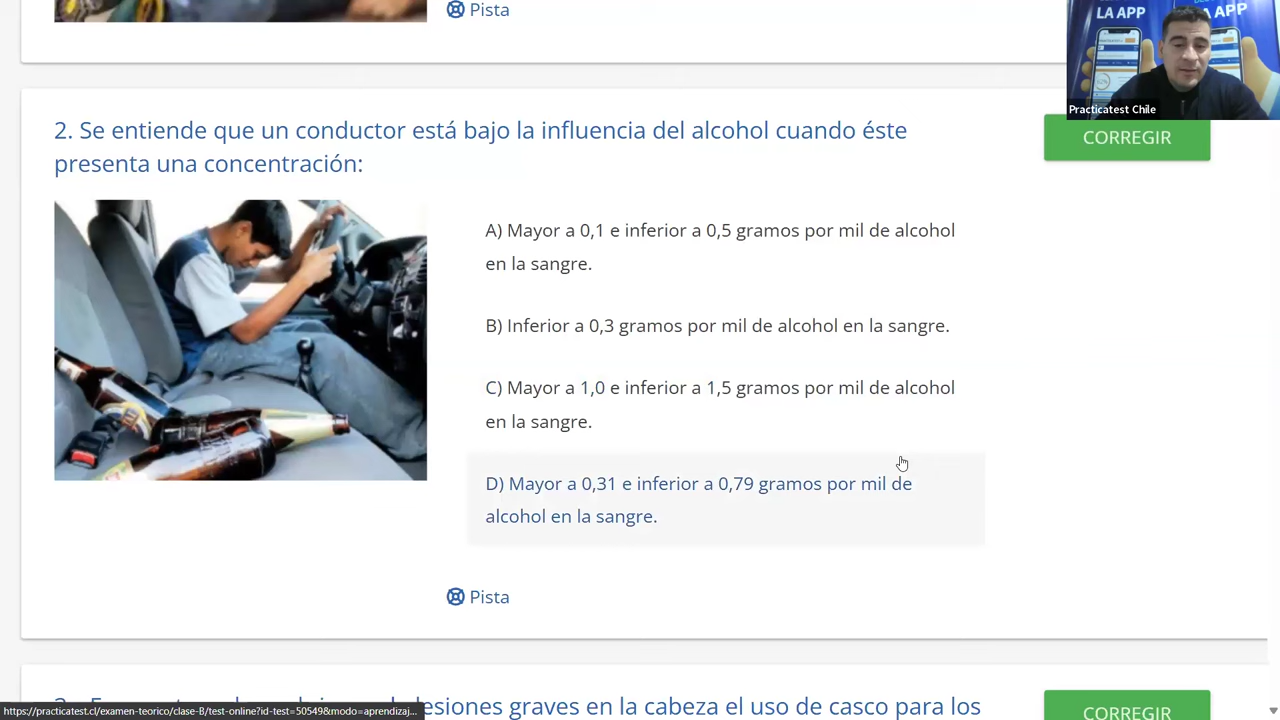 Pista
LA APP
LA APP
Practicatest Chile
2. Se entiende que un conductor está bajo la influencia del alcohol cuando éste
presenta una concentración:
CORREGIR
A) Mayor a 0,1 e inferior a 0,5 gramos por mil de alcohol
en la sangre.
B) Inferior a 0,3 gramos por mil de alcohol en la sangre.
C) Mayor a 1,0 e inferior a 1,5 gramos por mil de alcohol
en la sangre.
D) Mayor a 0,31 e inferior a 0,79 gramos por mil de
alcohol en la sangre.
Pista
lesiones graves en la cabeza el uso de casco para los
CORREGIR
https://practicatest.cl/examen-teorico/clase-B/test-online?id-test=50549&modo=aprendizaj...